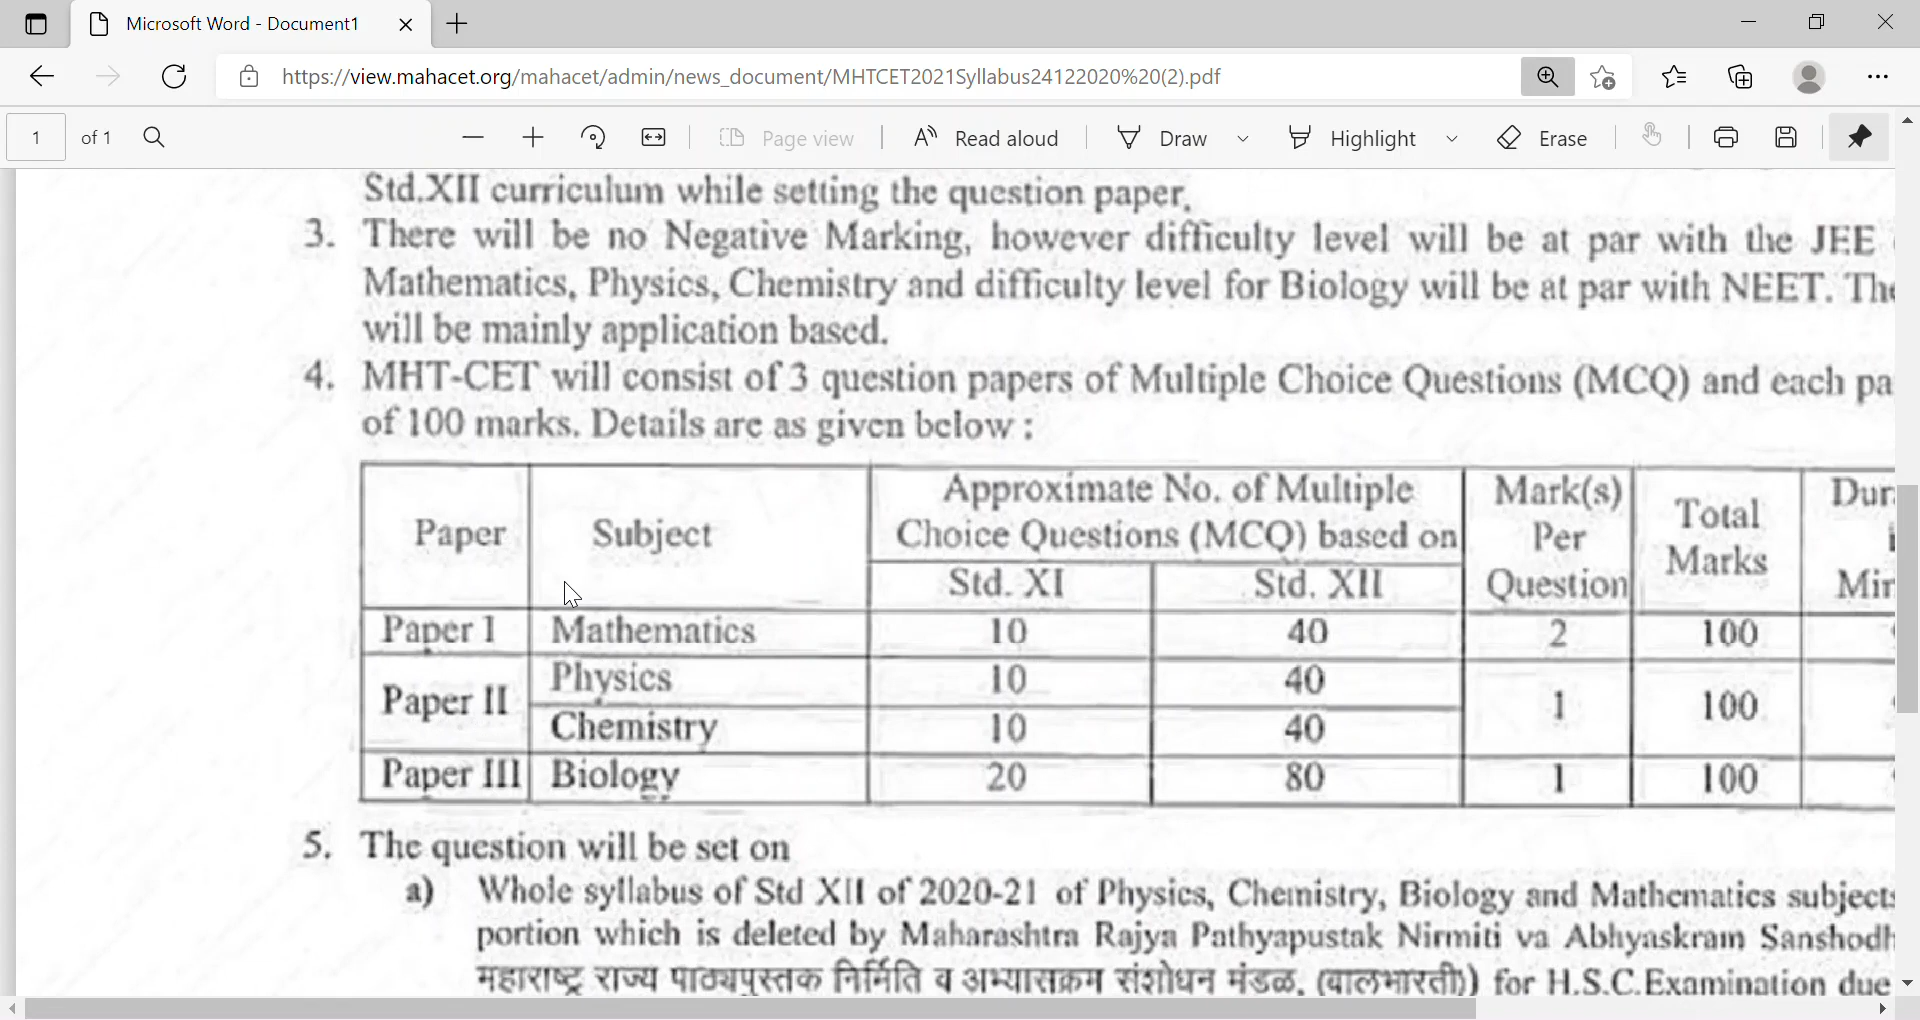 Microsoft Word - Document1
https://view.mahacet.org/mahacet/admin/news_document/MHTCET2021Syllabus24122020%20(2).pdf
1 of 1 Page view Read aloud Draw Highlight Erase
Std.XII curriculum while setting the question paper.
3. There will be no Negative Marking, however difficulty level will be at par with the JEE
Mathematics, Physics, Chemistry and difficulty level for Biology will be at par with NEET. The
will be mainly application based.
4. MHT-CET will consist of 3 question papers of Multiple Choice Questions (MCQ) and each pa
of 100 marks. Details are as given below :
Paper Subject Approximate No. of Multiple Choice Questions (MCQ) based on Mark(s) Per Question Total Marks Dur Min
Std. XI Std. XII
Paper I Mathematics 10 40 2 100
Paper II Physics 10 40 1 100
Chemistry 10 40
Paper III Biology 20 80 1 100
5. The question will be set on
a) Whole syllabus of Std XII of 2020-21 of Physics, Chemistry, Biology and Mathematics subjects
portion which is deleted by Maharashtra Rajya Pathyapustak Nirmiti va Abhyaskram Sanshodh
महाराष्ट्र राज्य पाठ्यपुस्तक निर्मिति व अभ्यासक्रम संशोधन मंडळ, (बालभारती)) for H.S.C.Examination due